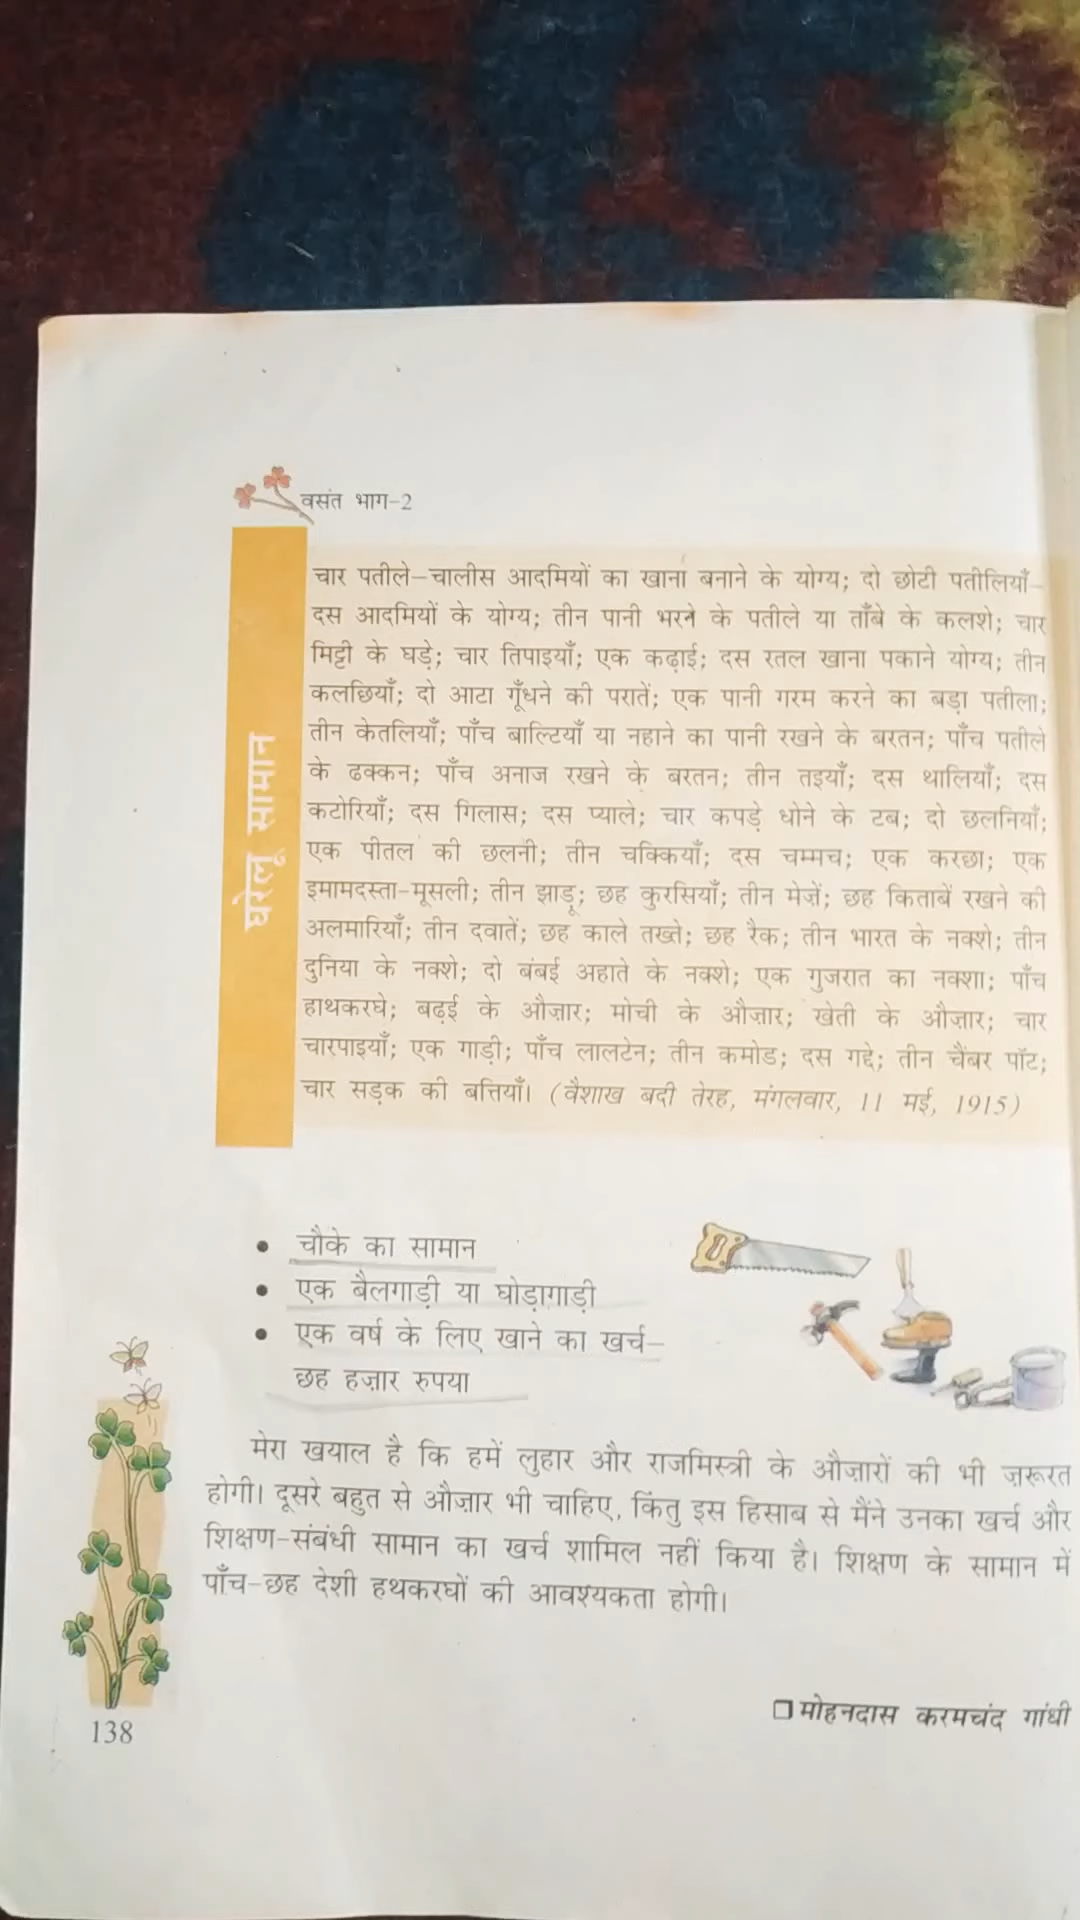 वसंत भाग-2
घरेलू सामान
चार पतीले-चालीस आदमियों का खाना बनाने के योग्य; दो छोटी पतीलियाँ-
दस आदमियों के योग्य; तीन पानी भरने के पतीले या ताँबे के कलशे; चार
मिट्टी के घड़े; चार तिपाइयाँ; एक कढ़ाई; दस रतल खाना पकाने योग्य; तीन
कलछियाँ; दो आटा गूँधने की परातें; एक पानी गरम करने का बड़ा पतीला;
तीन केतलियाँ; पाँच बाल्टियाँ या नहाने का पानी रखने के बरतन; पाँच पतीले
के ढक्कन; पाँच अनाज रखने के बरतन; तीन तइयाँ; दस थालियाँ; दस
कटोरियाँ; दस गिलास; दस प्याले; चार कपड़े धोने के टब; दो छलनियाँ;
एक पीतल की छलनी; तीन चक्कियाँ; दस चम्मच; एक करछा; एक
इमामदस्ता-मूसली; तीन झाड़ू; छह कुरसियाँ; तीन मेज़ें; छह किताबें रखने की
अलमारियाँ; तीन दवातें; छह काले तख्ते; छह रैक; तीन भारत के नक्शे; तीन
दुनिया के नक्शे; दो बंबई अहाते के नक्शे; एक गुजरात का नक्शा; पाँच
हाथकरघे; बढ़ई के औज़ार; मोची के औज़ार; खेती के औज़ार; चार
चारपाइयाँ; एक गाड़ी; पाँच लालटेन; तीन कमोड; दस गद्दे; तीन चैंबर पॉट;
चार सड़क की बत्तियाँ। (वैशाख बदी तेरह, मंगलवार, 11 मई, 1915)
• चौके का सामान
• एक बैलगाड़ी या घोड़ागाड़ी
• एक वर्ष के लिए खाने का खर्च-
छह हज़ार रुपया
मेरा खयाल है कि हमें लुहार और राजमिस्त्री के औज़ारों की भी ज़रूरत
होगी। दूसरे बहुत से औज़ार भी चाहिए, किंतु इस हिसाब से मैंने उनका खर्च और
शिक्षण-संबंधी सामान का खर्च शामिल नहीं किया है। शिक्षण के सामान में
पाँच-छह देशी हथकरघों की आवश्यकता होगी।
□ मोहनदास करमचंद गांधी
138